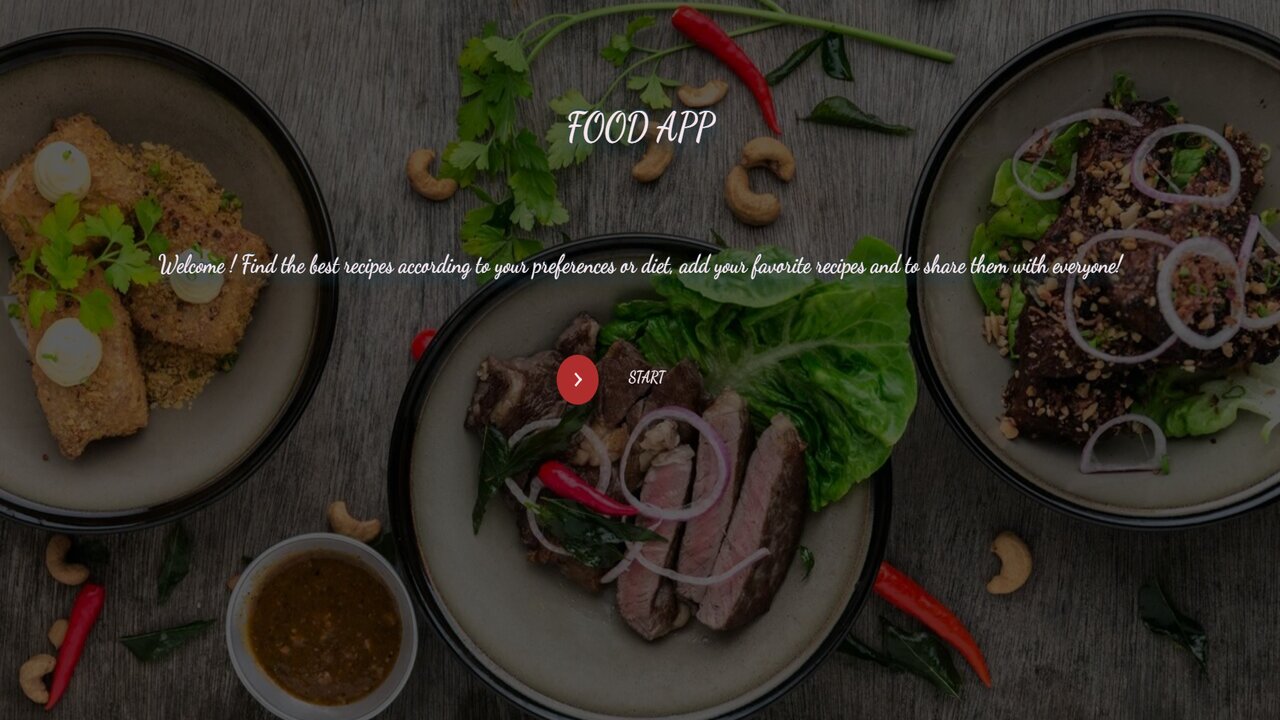 FOOD APP
Welcome! Find the best recipes according to your preferences or diet, add your favorite recipes and to share them with everyone!
START